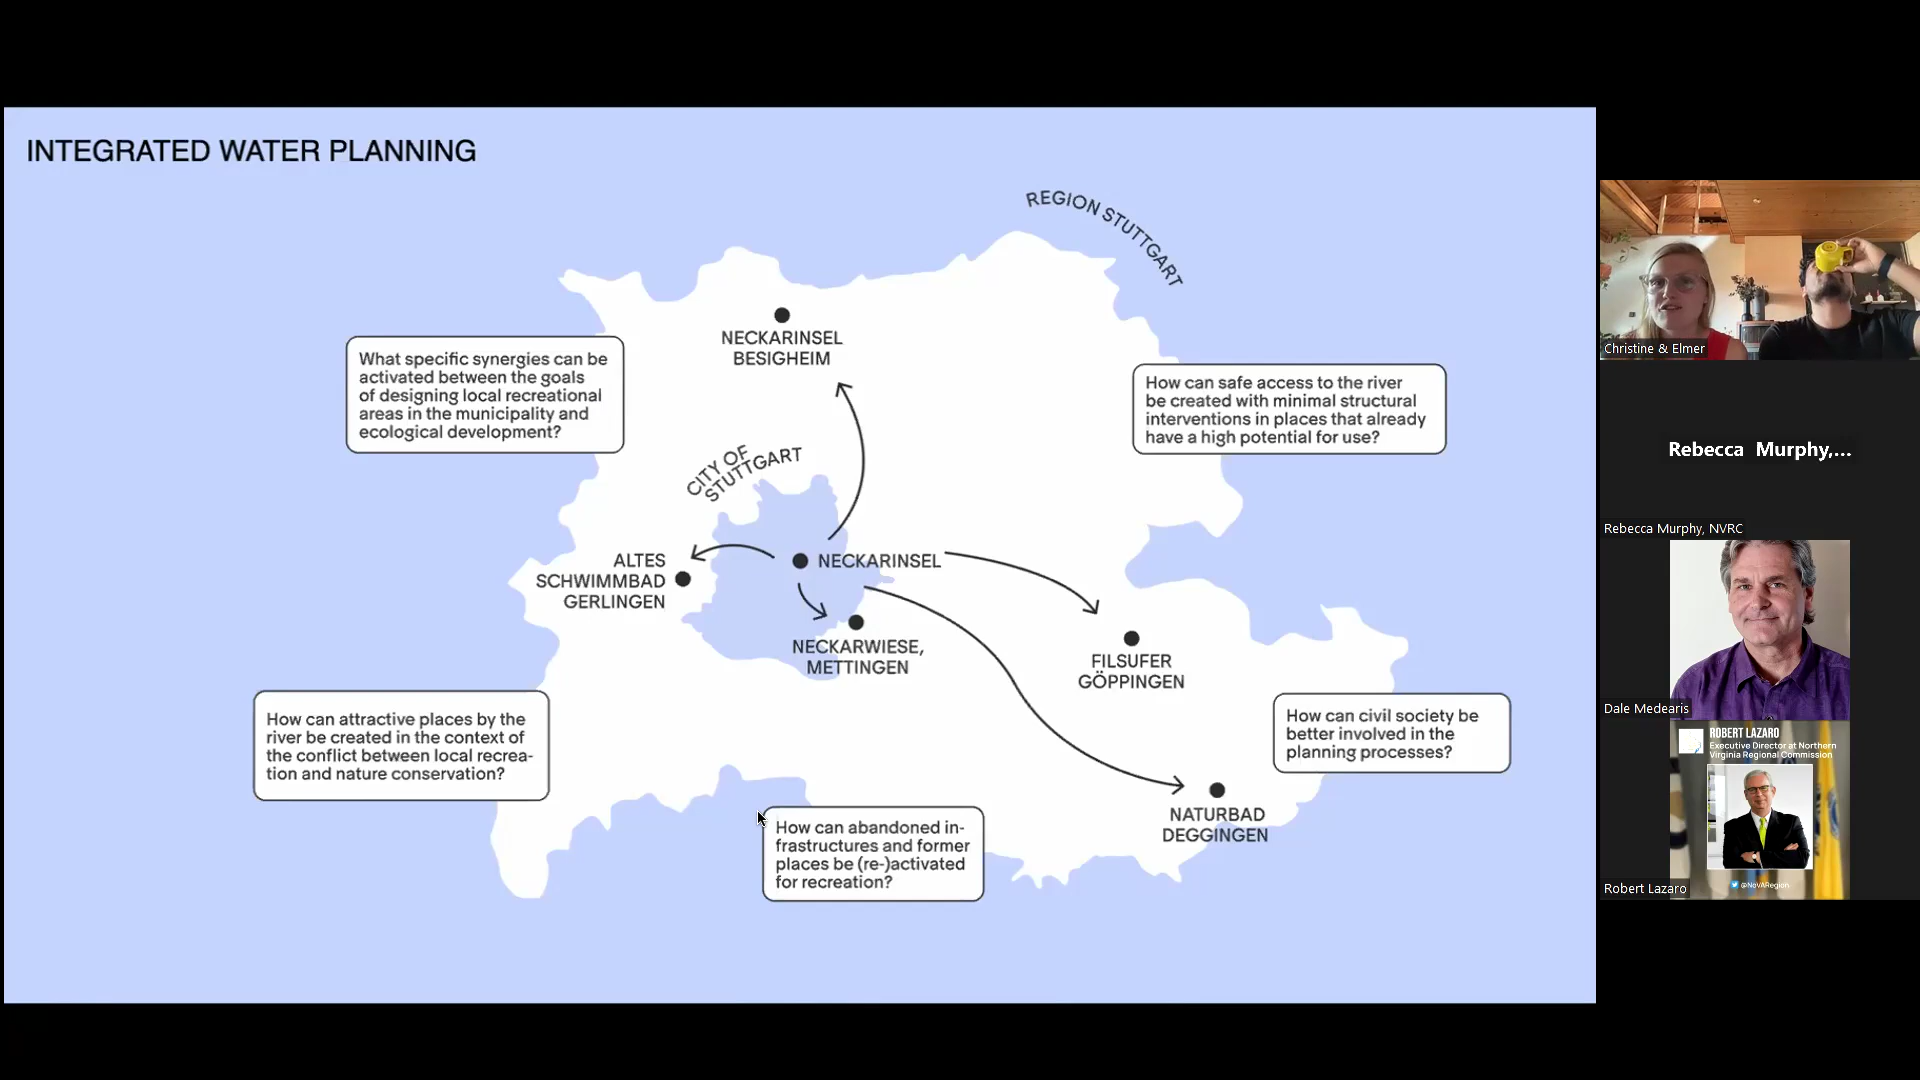 INTEGRATED WATER PLANNING
REGION STUTTGART
NECKARINSEL
BESIGHEIM
What specific synergies can be
activated between the goals
of designing local recreational
areas in the municipality and
ecological development?
How can safe access to the river
be created with minimal structural
interventions in places that already
have a high potential for use?
CITY OF
STUTTGART
ALTES
SCHWIMMBAD
GERLINGEN
NECKARINSEL
NECKARWIESE,
METTINGEN
FILSUFER
GÖPPINGEN
How can attractive places by the
river be created in the context of
the conflict between local recrea-
tion and nature conservation?
How can civil society be
better involved in the
planning processes?
How can abandoned in-
frastructures and former
places be (re-)activated
for recreation?
NATURBAD
DEGGINGEN
Christine & Elmer
Rebecca Murphy,...
Rebecca Murphy, NVRC
Dale Medearis
ROBERT LAZARO
Executive Director at Northern
Virginia Regional Commission
@NoVARegion
Robert Lazaro